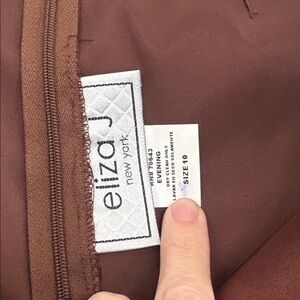 eliza J
new york
RN# 70643
EVENING
DRY CLEAN ONLY
LAVAR EN SECO SOLAMENTE
SIZE 10